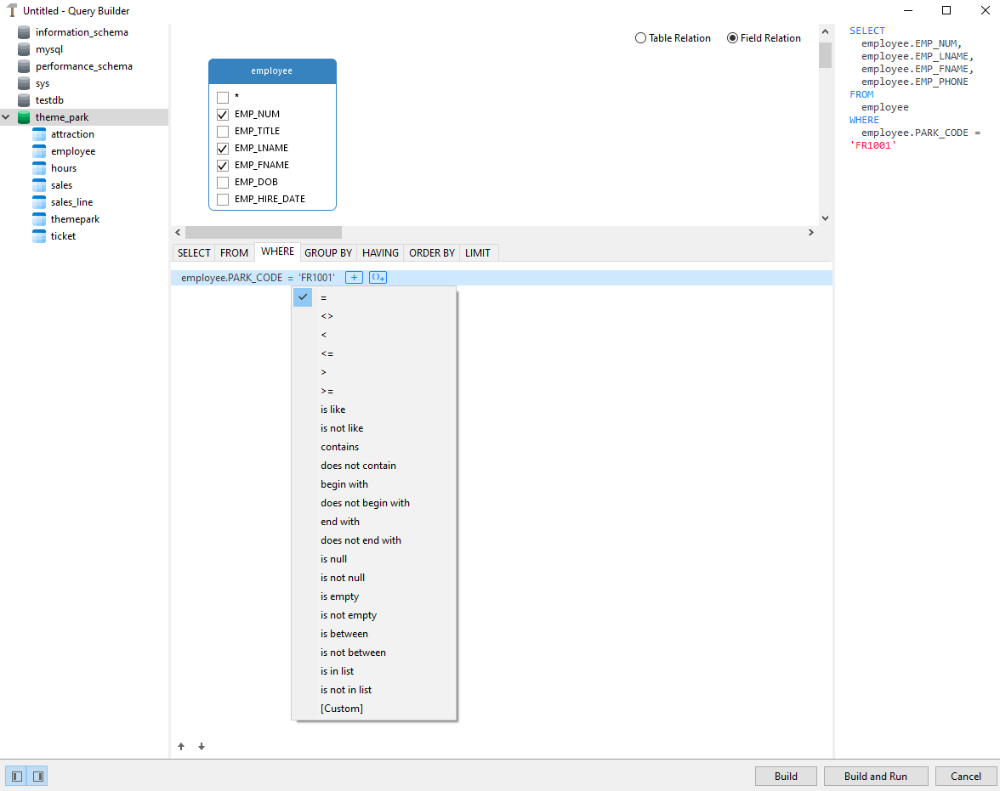 Untitled - Query Builder
information_schema
mysql
performance_schema
sys
testdb
theme_park
attraction
employee
hours
sales
sales_line
themepark
ticket
Table Relation
Field Relation
employee
*
EMP_NUM
EMP_TITLE
EMP_LNAME
EMP_FNAME
EMP_DOB
EMP_HIRE_DATE
SELECT FROM WHERE GROUP BY HAVING ORDER BY LIMIT
employee.PARK_CODE = 'FR1001' + ()+
=
<>
<
<=
>
>=
is like
is not like
contains
does not contain
begin with
does not begin with
end with
does not end with
is null
is not null
is empty
is not empty
is between
is not between
is in list
is not in list
[Custom]
SELECT
employee.EMP_NUM,
employee.EMP_LNAME,
employee.EMP_FNAME,
employee.EMP_PHONE
FROM
employee
WHERE
employee.PARK_CODE =
'FR1001'
Build
Build and Run
Cancel